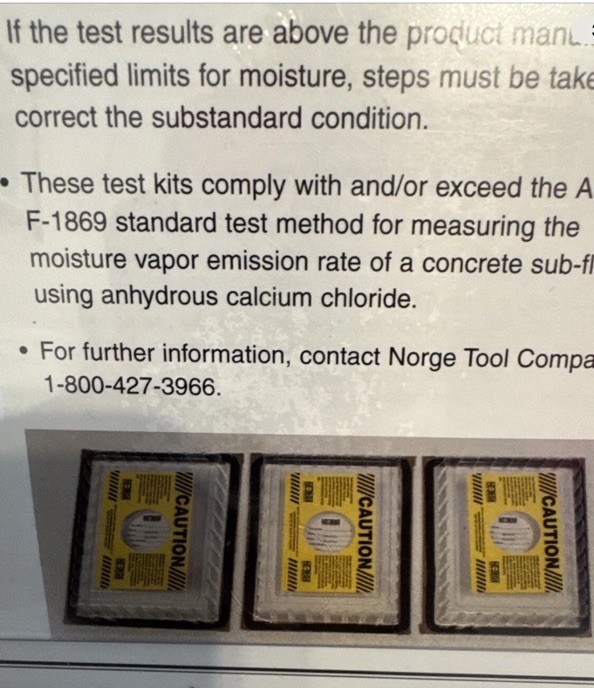 If the test results are above the product manu
specified limits for moisture, steps must be take
correct the substandard condition.
• These test kits comply with and/or exceed the A
F-1869 standard test method for measuring the
moisture vapor emission rate of a concrete sub-fl
using anhydrous calcium chloride.
• For further information, contact Norge Tool Compa
1-800-427-3966.
CAUTION
CAUTION
CAUTION